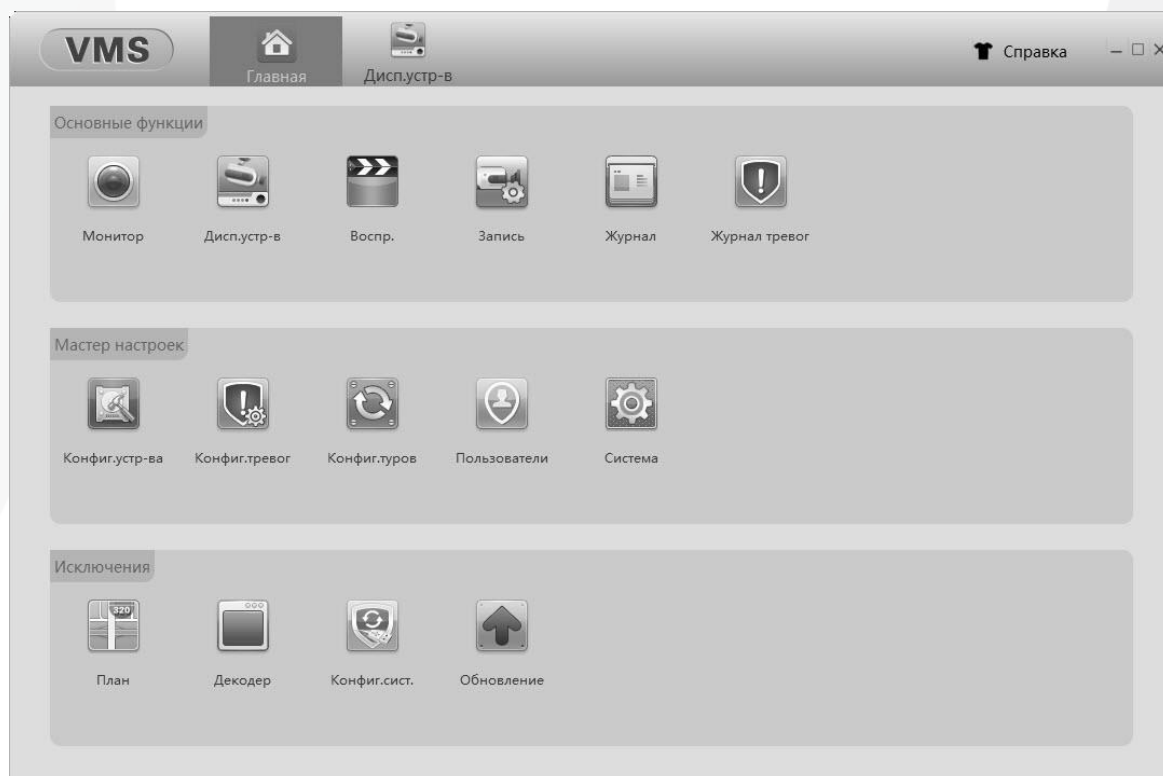 VMS
Главная
Дисп.устр-в
Справка
Основные функции
Монитор
Дисп.устр-в
Воспр.
Запись
Журнал
Журнал тревог
Мастер настроек
Конфиг.устр-ва
Конфиг.тревог
Конфиг.туров
Пользователи
Система
Исключения
320
План
Декодер
Конфиг.сист.
Обновление